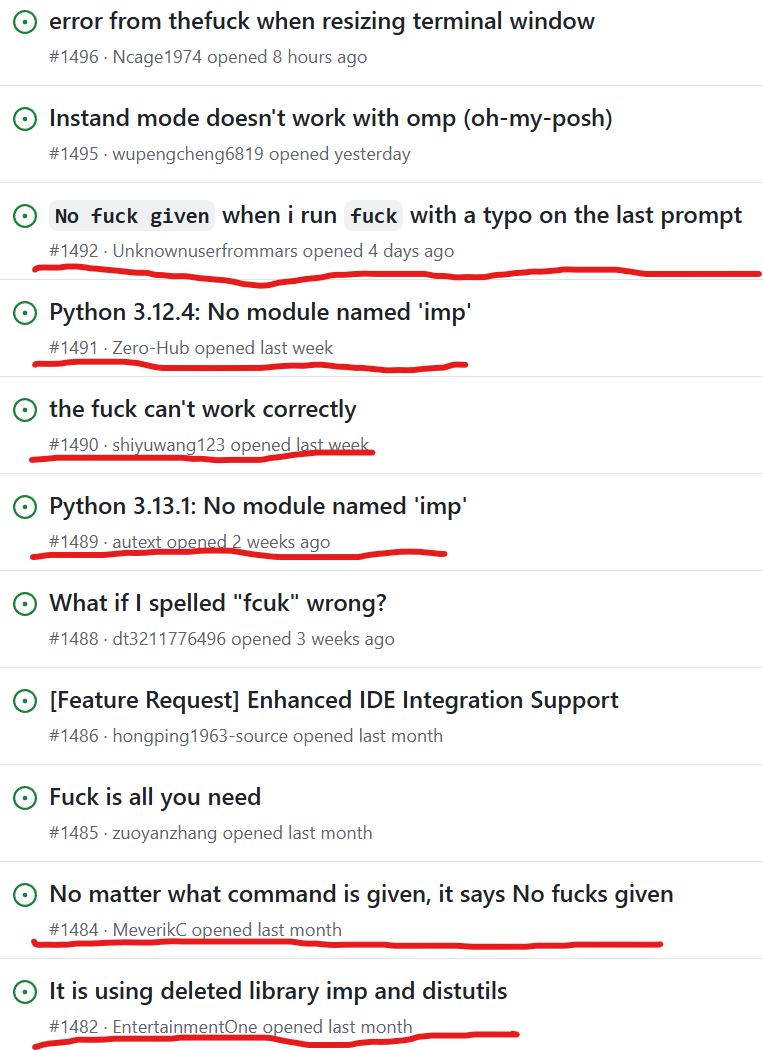 error from thefuck when resizing terminal window
#1496 · Ncage1974 opened 8 hours ago
Instand mode doesn't work with omp (oh-my-posh)
#1495 · wupengcheng6819 opened yesterday
No fuck given when i run fuck with a typo on the last prompt
#1492 · Unknownuserfrommars opened 4 days ago
Python 3.12.4: No module named 'imp'
#1491 · Zero-Hub opened last week
the fuck can't work correctly
#1490 · shiyuwang123 opened last week
Python 3.13.1: No module named 'imp'
#1489 · autext opened 2 weeks ago
What if I spelled "fcuk" wrong?
#1488 · dt3211776496 opened 3 weeks ago
[Feature Request] Enhanced IDE Integration Support
#1486 · hongping1963-source opened last month
Fuck is all you need
#1485 · zuoyanzhang opened last month
No matter what command is given, it says No fucks given
#1484 · MeverikC opened last month
It is using deleted library imp and distutils
#1482 · EntertainmentOne opened last month